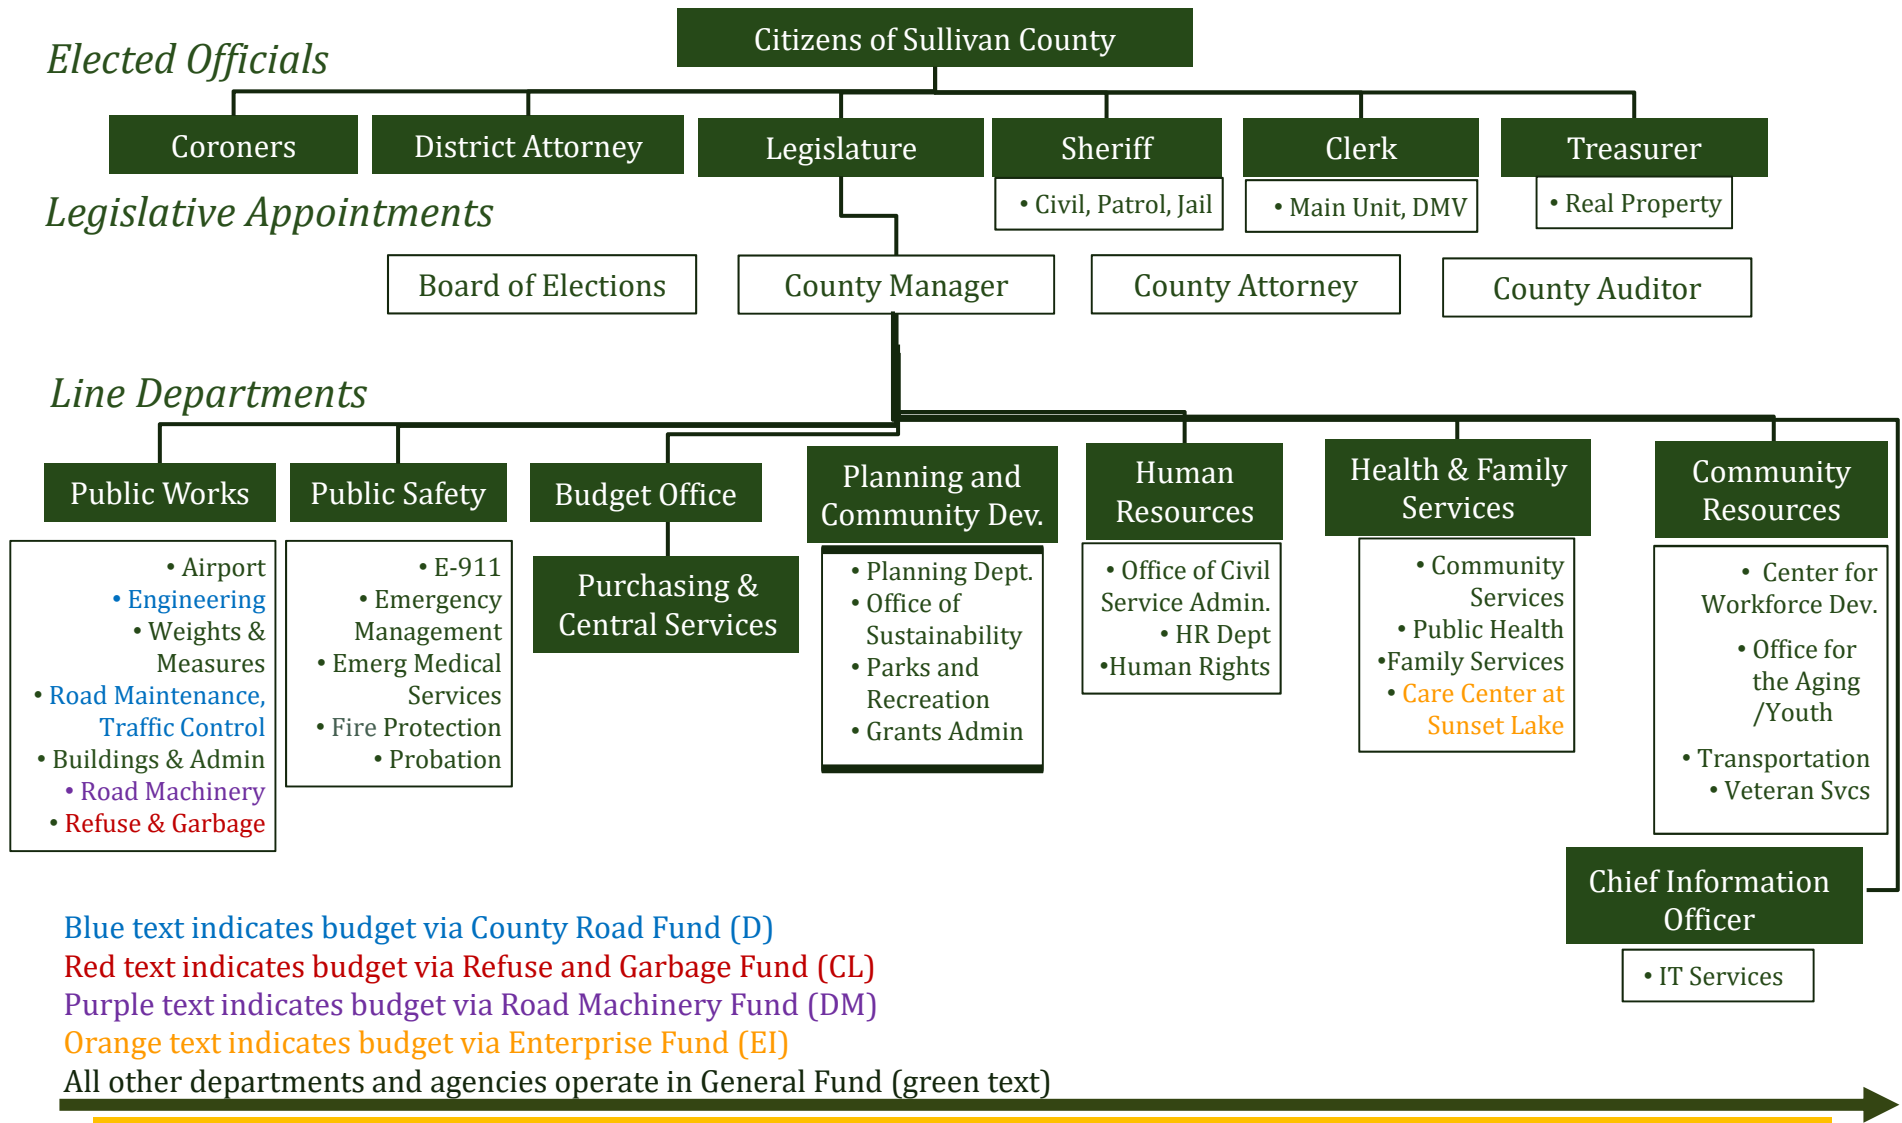 Citizens of Sullivan County
Elected Officials
Coroners
District Attorney
Legislature
Sheriff
Clerk
Treasurer
• Civil, Patrol, Jail
• Main Unit, DMV
• Real Property
Legislative Appointments
Board of Elections
County Manager
County Attorney
County Auditor
Line Departments
Public Works
• Airport
• Engineering
• Weights &
Measures
• Road Maintenance,
Traffic Control
• Buildings & Admin
• Road Machinery
• Refuse & Garbage
Public Safety
• E-911
• Emergency
Management
• Emerg Medical
Services
• Fire Protection
• Probation
Budget Office
Purchasing &
Central Services
Planning and
Community Dev.
• Planning Dept.
• Office of
Sustainability
• Parks and
Recreation
• Grants Admin
Human
Resources
• Office of Civil
Service Admin.
• HR Dept
•Human Rights
Health & Family
Services
• Community
Services
• Public Health
•Family Services
• Care Center at
Sunset Lake
Community
Resources
• Center for
Workforce Dev.
• Office for
the Aging
/Youth
• Transportation
• Veteran Svcs
Chief Information
Officer
• IT Services
Blue text indicates budget via County Road Fund (D)
Red text indicates budget via Refuse and Garbage Fund (CL)
Purple text indicates budget via Road Machinery Fund (DM)
Orange text indicates budget via Enterprise Fund (EI)
All other departments and agencies operate in General Fund (green text)